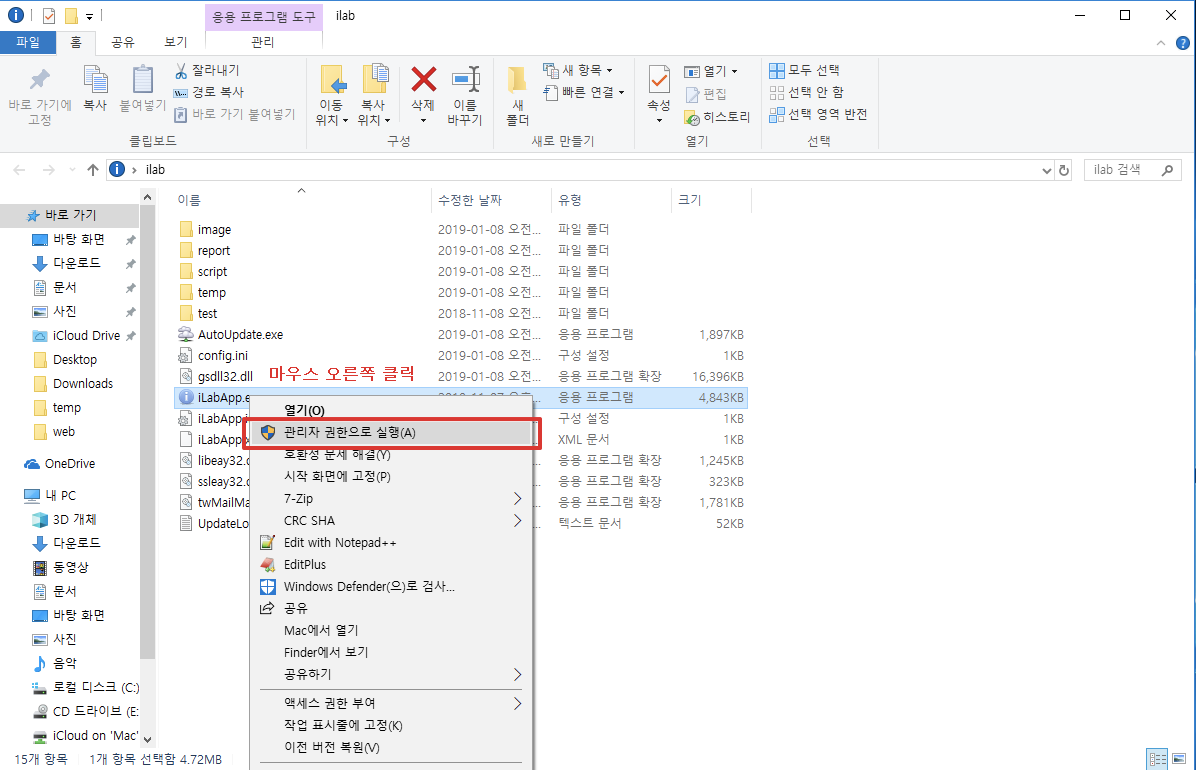 응용 프로그램 도구
ilab
파일
홈
공유
보기
관리
바로 가기에
고정
복사
붙여넣기
잘라내기
경로 복사
바로 가기 붙여넣기
클립보드
이동
위치
복사
위치
삭제
이름
바꾸기
구성
새
폴더
새 항목
빠른 연결
새로 만들기
속성
열기
편집
히스토리
열기
모두 선택
선택 안 함
선택 영역 반전
선택
ilab
ilab 검색
바로 가기
바탕 화면
다운로드
문서
사진
iCloud Drive
Desktop
Downloads
temp
web
OneDrive
내 PC
3D 개체
다운로드
동영상
문서
바탕 화면
사진
음악
로컬 디스크 (C:)
CD 드라이브 (E:
iCloud on 'Mac'
이름 수정한 날짜 유형 크기
image 2019-01-08 오전... 파일 폴더
report 2019-01-08 오전... 파일 폴더
script 2019-01-08 오전... 파일 폴더
temp 2019-01-08 오전... 파일 폴더
test 2018-11-08 오전... 파일 폴더
AutoUpdate.exe 2019-01-08 오전... 응용 프로그램 1,897KB
config.ini 2019-01-08 오전... 구성 설정 1KB
gsdll32.dll 2019-01-08 오전... 응용 프로그램 확장 16,396KB
마우스 오른쪽 클릭
iLabApp.e 응용 프로그램 4,843KB
iLabApp.i 구성 설정 1KB
iLabApp.x XML 문서 1KB
libeay32.d 응용 프로그램 확장 1,245KB
ssleay32.d 응용 프로그램 확장 323KB
twMailMa 응용 프로그램 확장 1,781KB
UpdateLo 텍스트 문서 52KB
열기(O)
관리자 권한으로 실행(A)
호환성 문제 해결(Y)
시작 화면에 고정(P)
7-Zip
CRC SHA
Edit with Notepad++
EditPlus
Windows Defender(으)로 검사...
공유
Mac에서 열기
Finder에서 보기
공유하기
액세스 권한 부여
작업 표시줄에 고정(K)
이전 버전 복원(V)
15개 항목 1개 항목 선택함 4.72MB